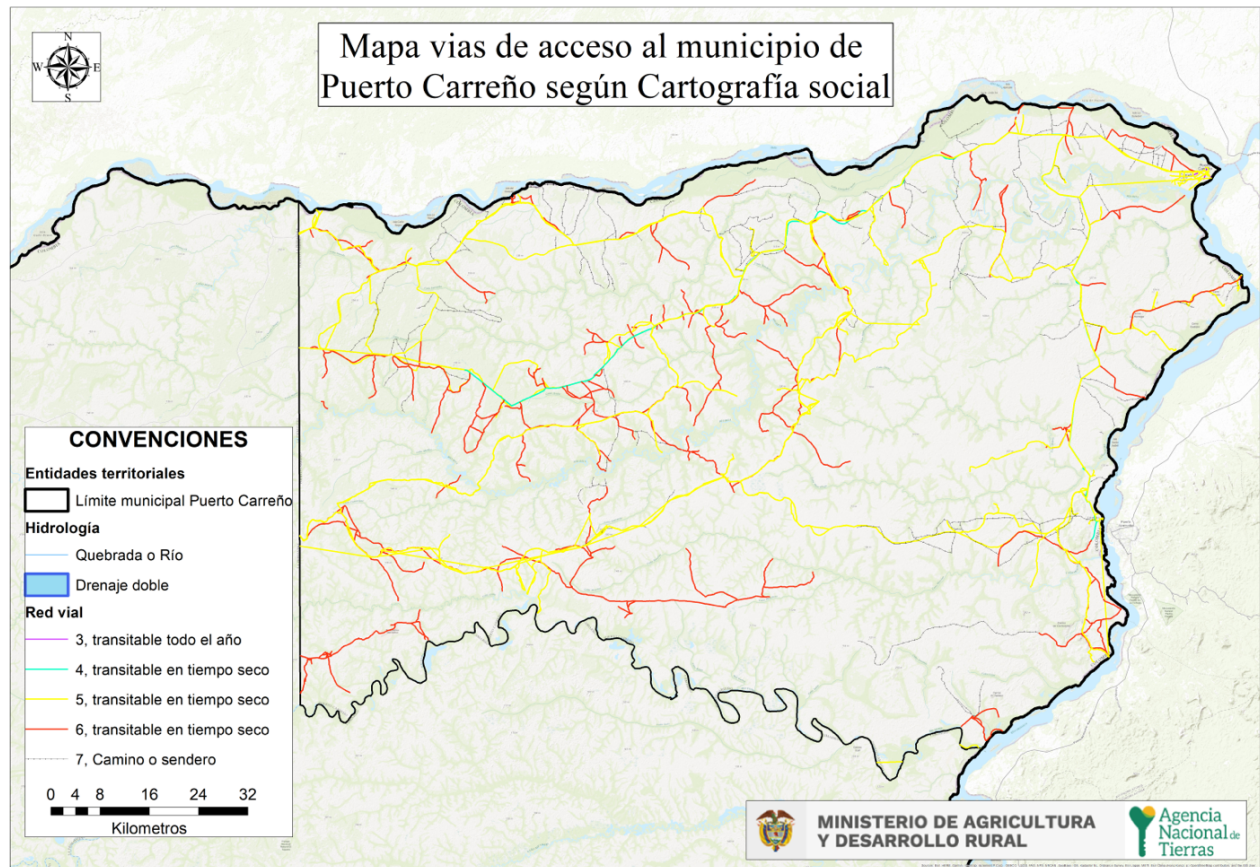 N
W
E
S
Mapa vias de acceso al municipio de
Puerto Carreño según Cartografía social
CONVENCIONES
Entidades territoriales
Límite municipal Puerto Carreño
Hidrología
Quebrada o Río
Drenaje doble
Red vial
3, transitable todo el año
4, transitable en tiempo seco
5, transitable en tiempo seco
6, transitable en tiempo seco
7, Camino o sendero
0 4 8 16 24 32
Kilometros
MINISTERIO DE AGRICULTURA
Y DESARROLLO RURAL
Agencia
Nacional de
Tierras